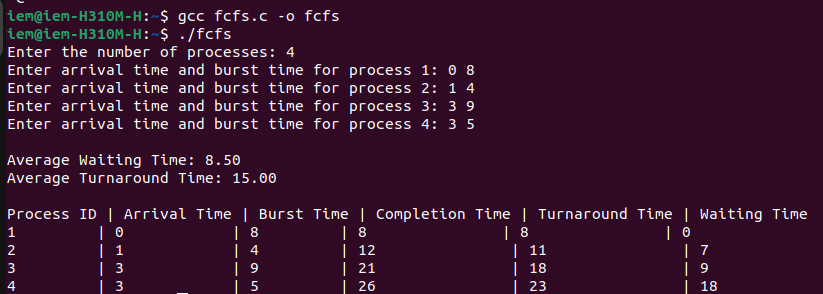 iem@iem-H310M-H:~$ gcc fcfs.c -o fcfs
iem@iem-H310M-H:~$ ./fcfs
Enter the number of processes: 4
Enter arrival time and burst time for process 1: 0 8
Enter arrival time and burst time for process 2: 1 4
Enter arrival time and burst time for process 3: 3 9
Enter arrival time and burst time for process 4: 3 5
Average Waiting Time: 8.50
Average Turnaround Time: 15.00
Process ID | Arrival Time | Burst Time | Completion Time | Turnaround Time | Waiting Time
1 | 0 | 8 | 8 | 8 | 0
2 | 1 | 4 | 12 | 11 | 7
3 | 3 | 9 | 21 | 18 | 9
4 | 3 | 5 | 26 | 23 | 18